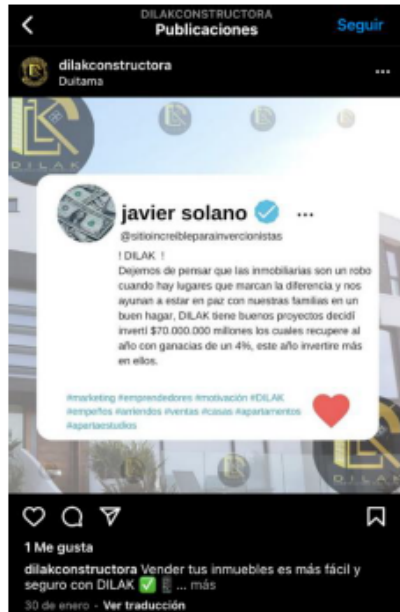 DILAKCONSTRUCTORA
Publicaciones
Seguir
dilakconstructora
Duitama
DILAK
javier solano
@sitioincreibleparainvercionistas
! DILAK !
Dejemos de pensar que las inmobiliarias son un robo
cuando hay lugares que marcan la diferencia y nos
ayunan a estar en paz con nuestras familias en un
buen hagar, DILAK tiene buenos proyectos decidí
inverti $70.000.000 millones los cuales recupere al
año con ganacias de un 4%, este año invertire más
en ellos.
#marketing #emprendedores #motivación #DILAK
#empeños #arriendos #ventas #casas #apartamentos
#apartaestudios
DILAK
1 Me gusta
dilakconstructora Vender tus inmuebles es más fácil y
seguro con DILAK ✅ ... más
30 de enero - Ver traducción